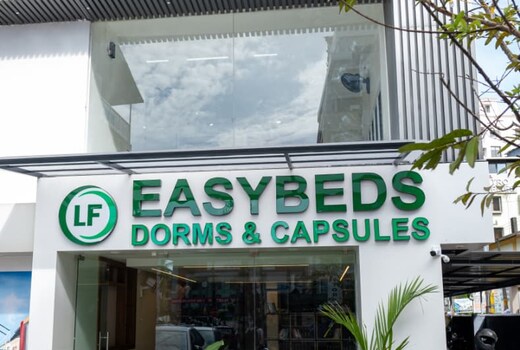 LF
EASYBEDS
DORMS & CAPSULES